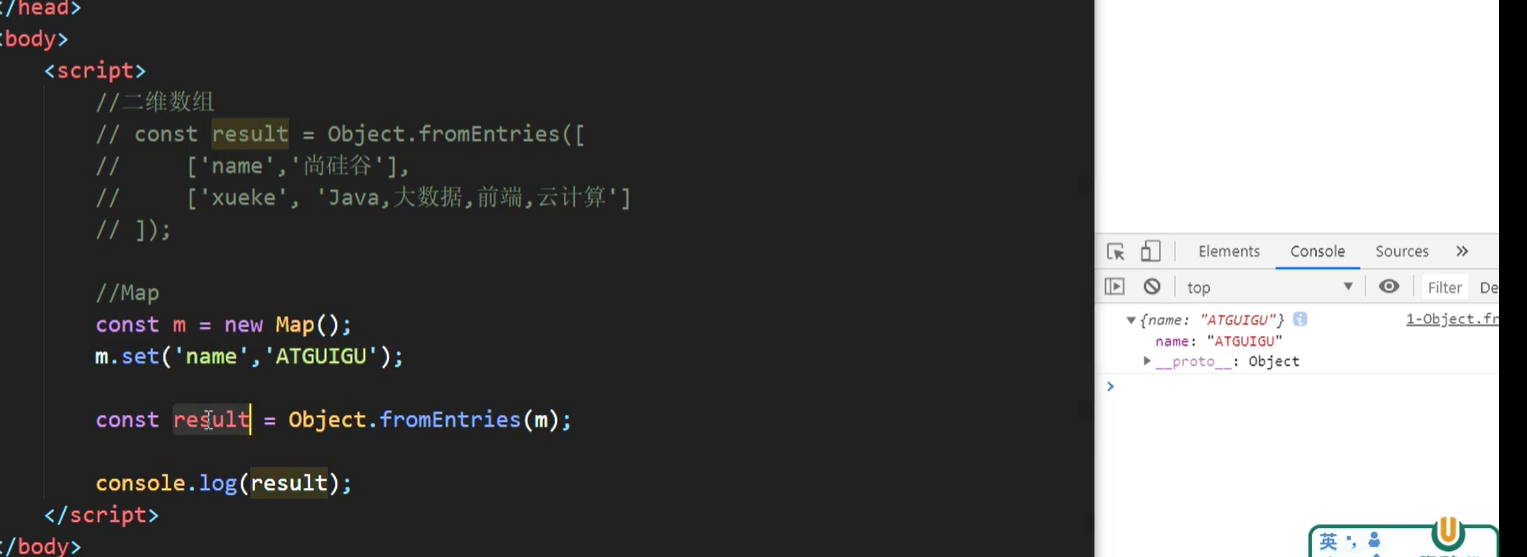 </head>
<body>
<script>
//二维数组
// const result = Object.fromEntries([
//     ['name','尚硅谷'],
//     ['xueke', 'Java,大数据,前端,云计算']
// ]);
//Map
const m = new Map();
m.set('name','ATGUIGU');
const result = Object.fromEntries(m);
console.log(result);
</script>
</body>
Elements Console Sources »
top Filter De
{name: "ATGUIGU"} i 1-Object.fr
name: "ATGUIGU"
__proto__: Object
>
英